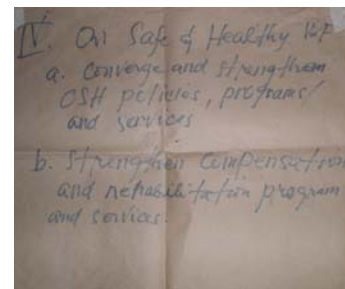 IV. On Safe & Healthy WP
a. Converge and strengthen
OSH policies, programs/
and services
b. Strengthen Compensation
and rehabilitation program
and services.